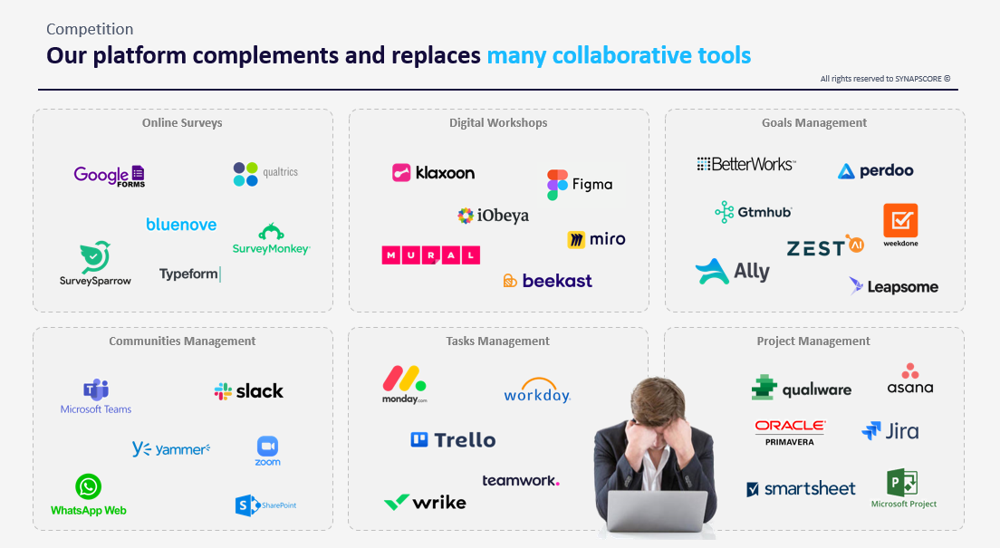 Competition
Our platform complements and replaces many collaborative tools
All rights reserved to SYNAPSCORE ©
Online Surveys
Google
FORMS
qualtrics
bluenove
SurveyMonkey
SurveySparrow
Typeform
Digital Workshops
klaxoon
Figma
iObeya
miro
MURAL
beekast
Goals Management
BetterWorks™
perdoo
Gtmhub
weekdone
ZEST AI
Ally
Leapsome
Communities Management
Microsoft Teams
slack
yammer
zoom
WhatsApp Web
SharePoint
Tasks Management
monday.com
workday.
Trello
teamwork.
wrike
Project Management
qualiware
asana
ORACLE
PRIMAVERA
Jira
smartsheet
Microsoft Project